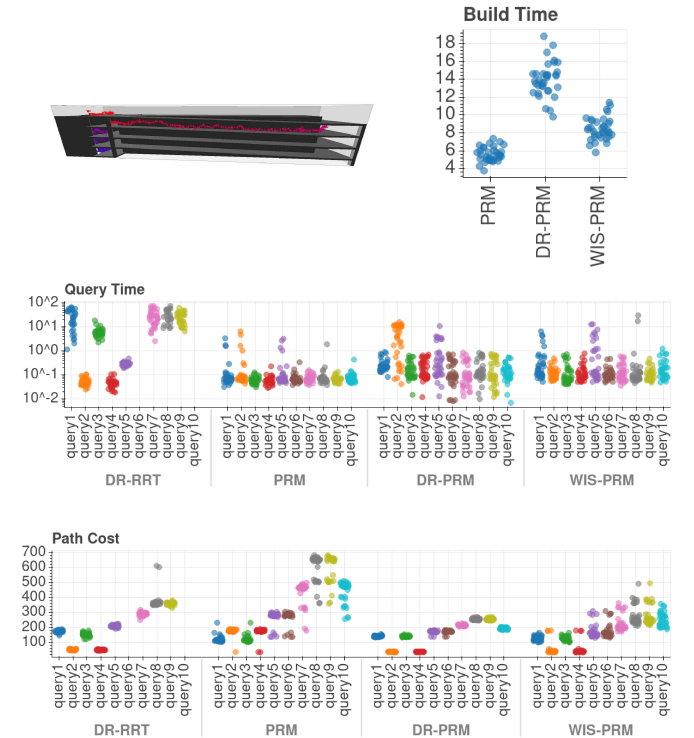 Build Time
18
16
14
12
10
8
6
4
PRM
DR-PRM
WIS-PRM
Query Time
10^2
10^1
10^0
10^-1
10^-2
query1 query2 query3 query4 query5 query6 query7 query8 query9 query10 query1 query2 query3 query4 query5 query6 query7 query8 query9 query10 query1 query2 query3 query4 query5 query6 query7 query8 query9 query10 query1 query2 query3 query4 query5 query6 query7 query8 query9 query10
DR-RRT PRM DR-PRM WIS-PRM
Path Cost
700
600
500
400
300
200
100
query1 query2 query3 query4 query5 query6 query7 query8 query9 query10 query1 query2 query3 query4 query5 query6 query7 query8 query9 query10 query1 query2 query3 query4 query5 query6 query7 query8 query9 query10 query1 query2 query3 query4 query5 query6 query7 query8 query9 query10
DR-RRT PRM DR-PRM WIS-PRM